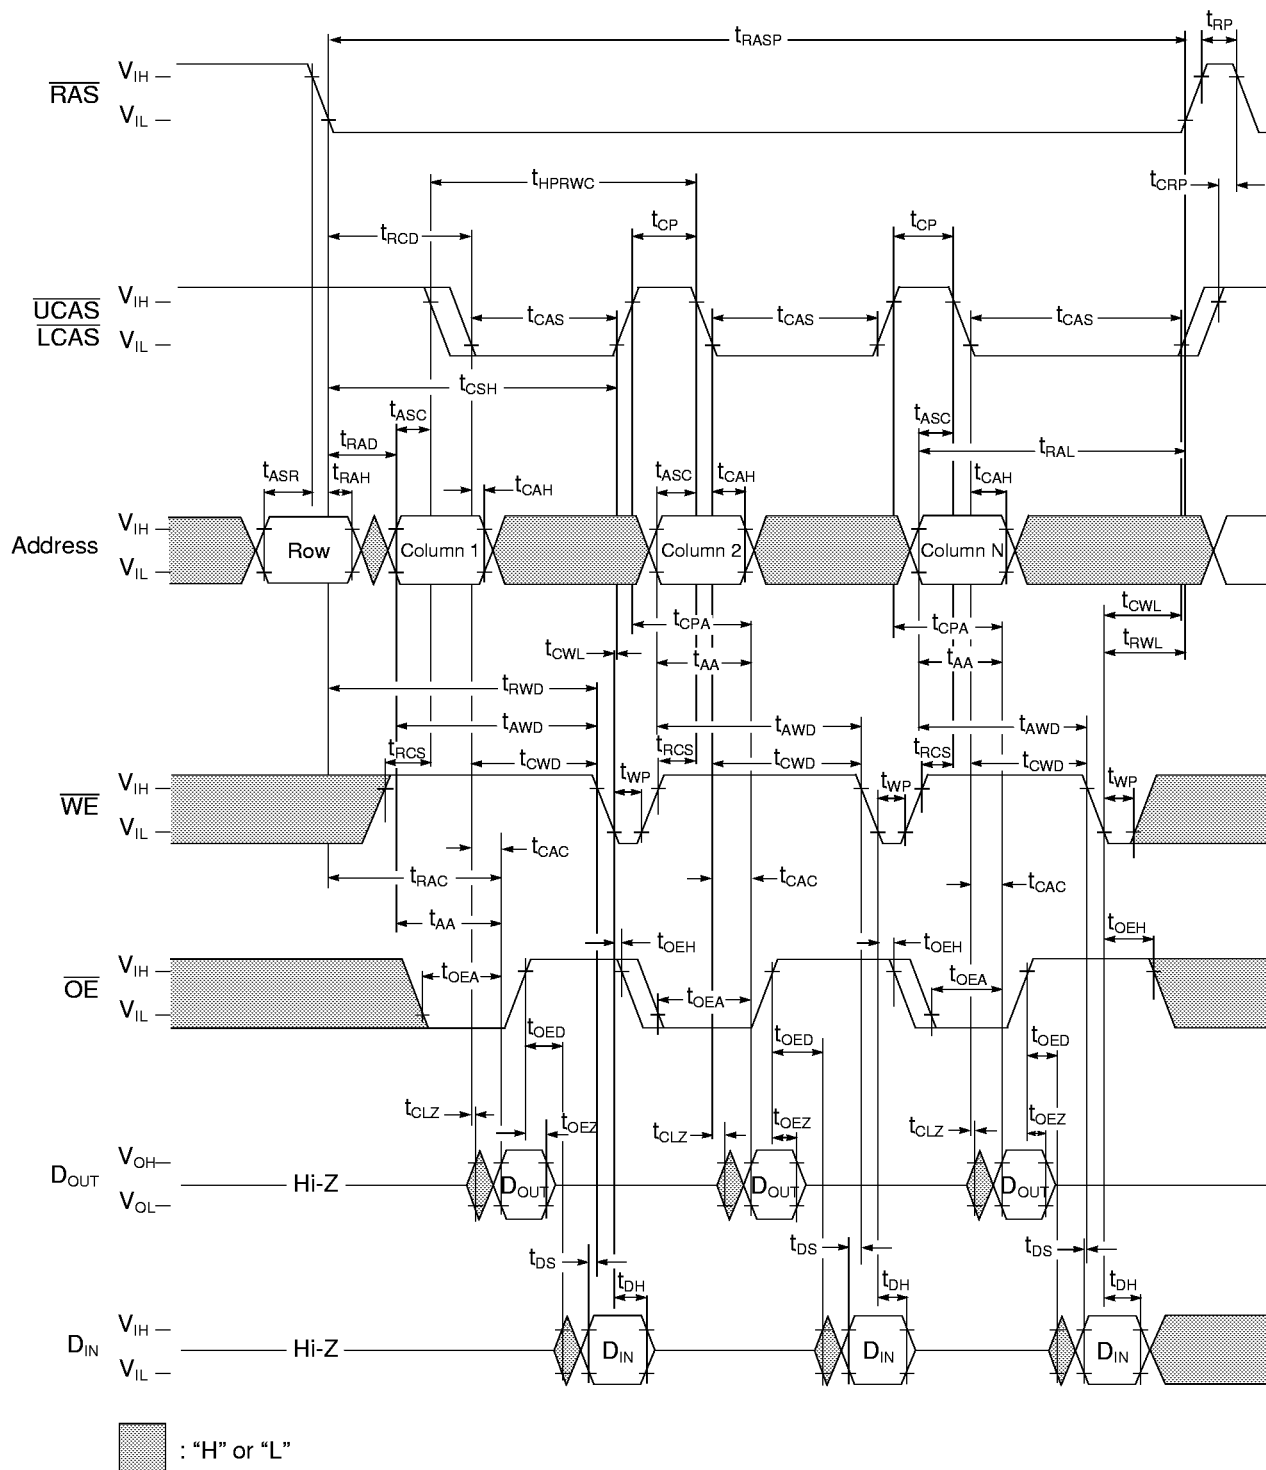 tRASP
tRP
RAS
VIH
VIL
tHPRWC
tCRP
tRCD
tCP
tCP
UCAS
LCAS
VIH
VIL
tCAS
tCAS
tCAS
tCSH
tASC
tASC
tRAD
tRAL
tASR
tRAH
tCAH
tASC
tCAH
tCAH
Address
VIH
VIL
Row
Column 1
Column 2
Column N
tCWL
tCPA
tCPA
tRWL
tCWL
tAA
tAA
tRWD
tAWD
tAWD
tAWD
tRCS
tCWD
tRCS
tCWD
tRCS
tCWD
WE
VIH
VIL
tWP
tWP
tWP
tCAC
tRAC
tCAC
tCAC
tAA
tOEH
tOEH
tOEH
OE
VIH
VIL
tOEA
tOEA
tOEA
tOED
tOED
tOED
tCLZ
tOEZ
tCLZ
tOEZ
tCLZ
tOEZ
DOUT
VOH
VOL
Hi-Z
DOUT
DOUT
DOUT
tDS
tDS
tDS
tDH
tDH
tDH
DIN
VIH
VIL
Hi-Z
DIN
DIN
DIN
: “H” or “L”